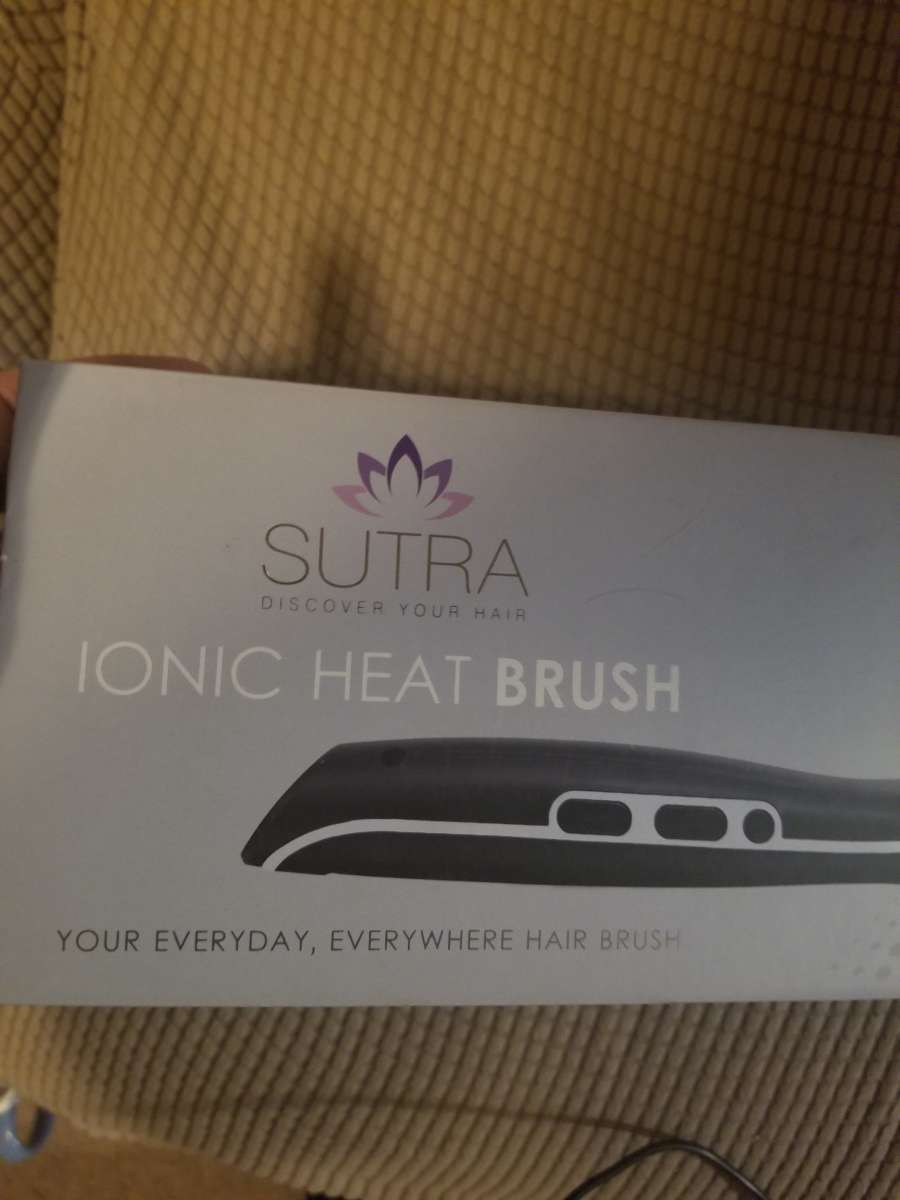 SUTRA
DISCOVER YOUR HAIR
IONIC HEAT BRUSH
YOUR EVERYDAY, EVERYWHERE HAIR BRUSH